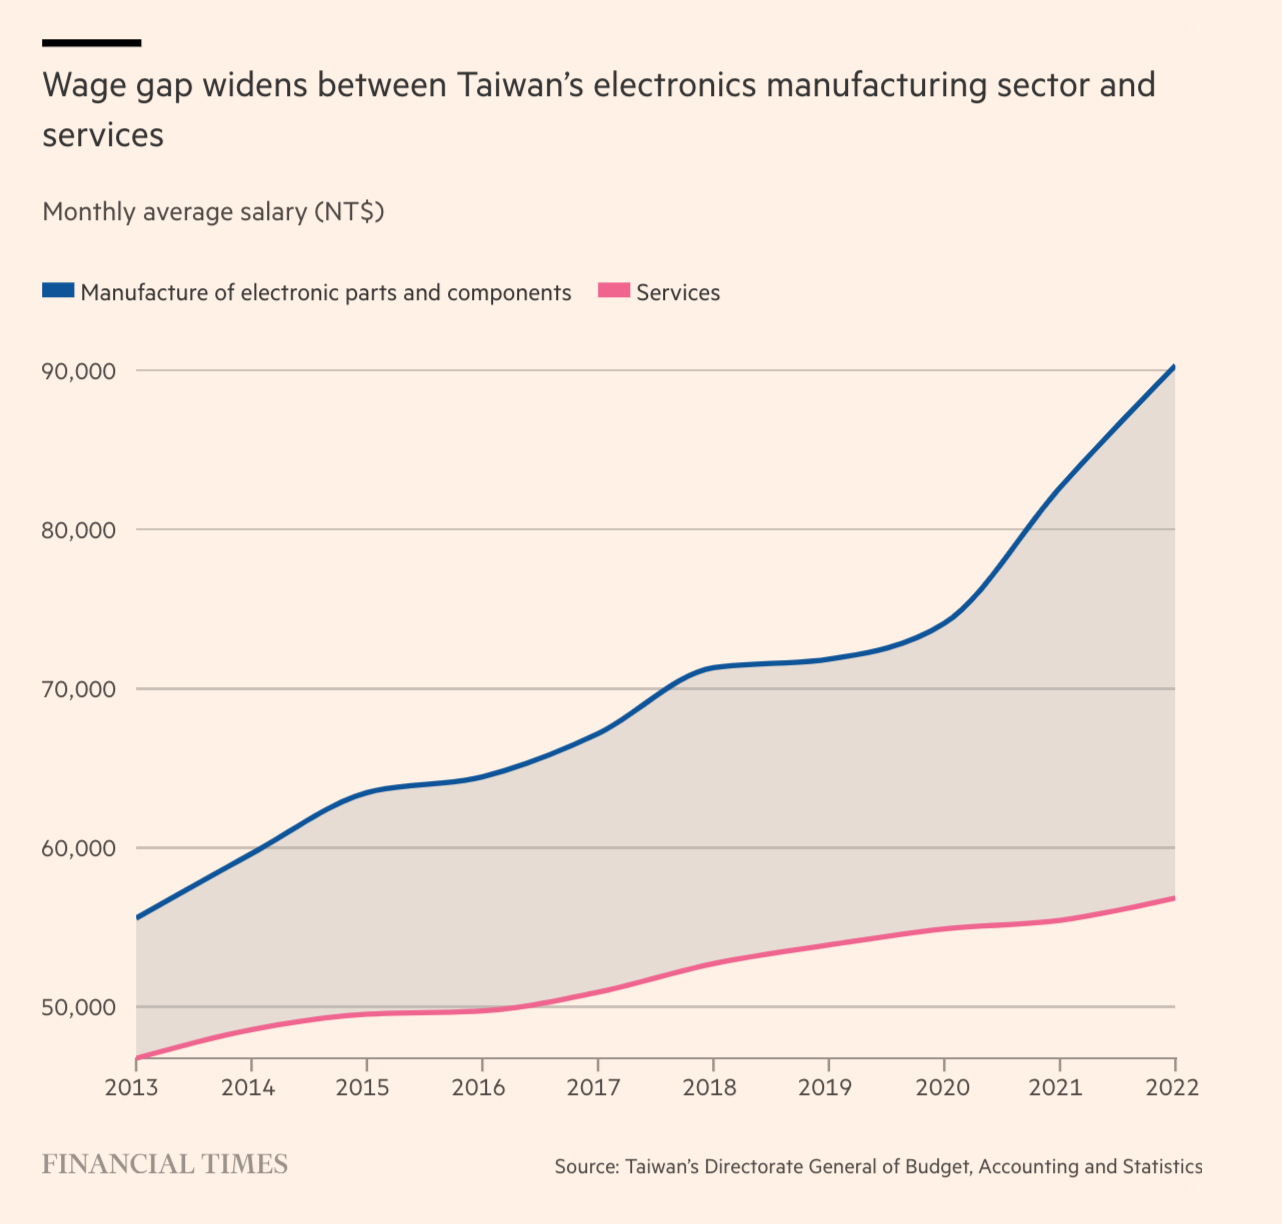 Wage gap widens between Taiwan’s electronics manufacturing sector and
services
Monthly average salary (NT$)
Manufacture of electronic parts and components Services
90,000
80,000
70,000
60,000
50,000
2013 2014 2015 2016 2017 2018 2019 2020 2021 2022
FINANCIAL TIMES Source: Taiwan’s Directorate General of Budget, Accounting and Statistics